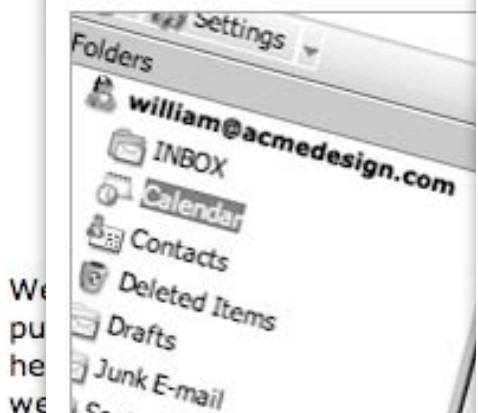 Settings
Folders
william@acmedesign.com
INBOX
Calendar
Contacts
Deleted Items
Drafts
Junk E-mail
We
pu
he
we